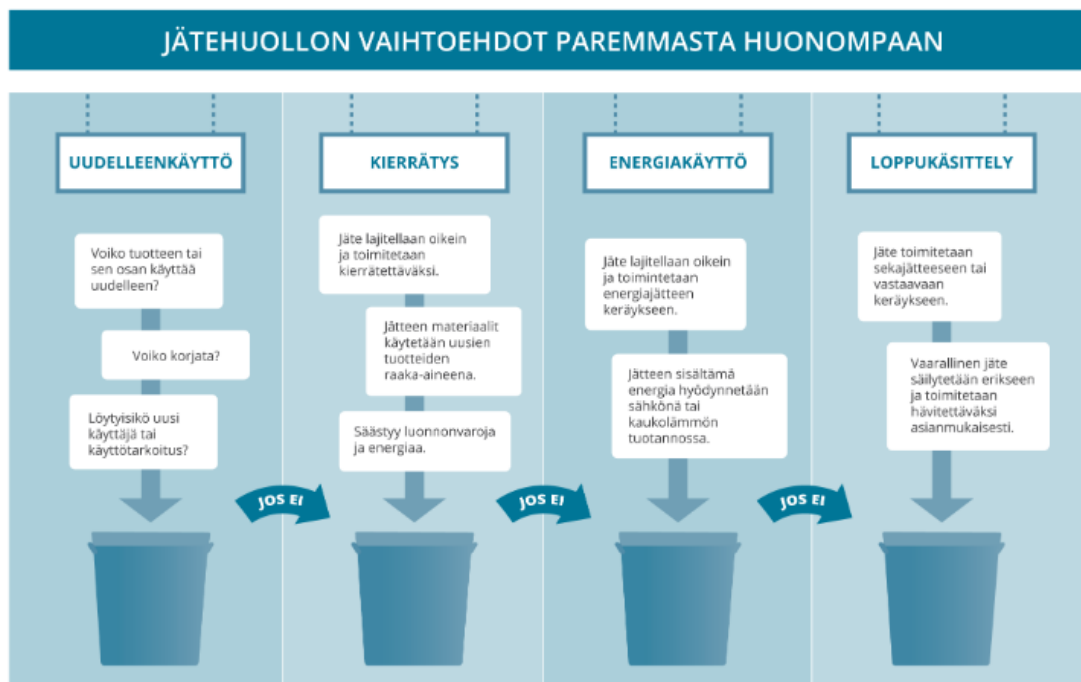 JÄTEHUOLLON VAIHTOEHDOT PAREMMASTA HUONOMPAAN
UUDELLEENKÄYTTÖ
Voiko tuotteen tai
sen osan käyttää
uudelleen?
Voiko korjata?
Löytyisikö uusi
käyttäjä tai
käyttötarkoitus?
JOS EI
KIERRÄTYS
Jäte lajitellaan oikein
ja toimitetaan
kierrätettäväksi.
Jätteen materiaalit
käytetään uusien
tuotteiden
raaka-aineena.
Säästyy luonnonvaroja
ja energiaa.
JOS EI
ENERGIAKÄYTTÖ
Jäte lajitellaan oikein
ja toimintetaan
energiajätteen
keräykseen.
Jätteen sisältämä
energia hyödynnetään
sähkönä tai
kaukolämmön
tuotannossa.
JOS EI
LOPPUKÄSITTELY
Jäte toimitetaan
sekajätteeseen tai
vastaavaan
keräykseen.
Vaarallinen jäte
säilytetään erikseen
ja toimitetaan
hävitettäväksi
asianmukaisesti.